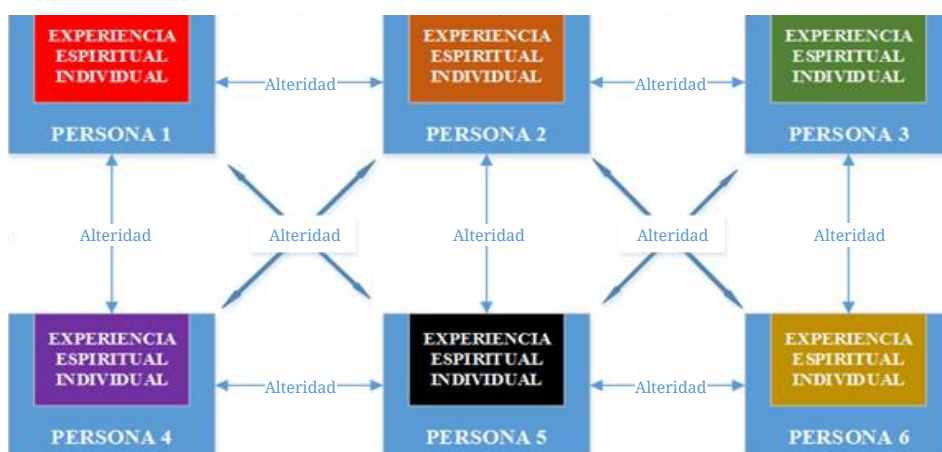 EXPERIENCIA
ESPIRITUAL
INDIVIDUAL
PERSONA 1
Alteridad
EXPERIENCIA
ESPIRITUAL
INDIVIDUAL
PERSONA 2
Alteridad
EXPERIENCIA
ESPIRITUAL
INDIVIDUAL
PERSONA 3
Alteridad
Alteridad
Alteridad
Alteridad
Alteridad
EXPERIENCIA
ESPIRITUAL
INDIVIDUAL
PERSONA 4
Alteridad
EXPERIENCIA
ESPIRITUAL
INDIVIDUAL
PERSONA 5
Alteridad
EXPERIENCIA
ESPIRITUAL
INDIVIDUAL
PERSONA 6